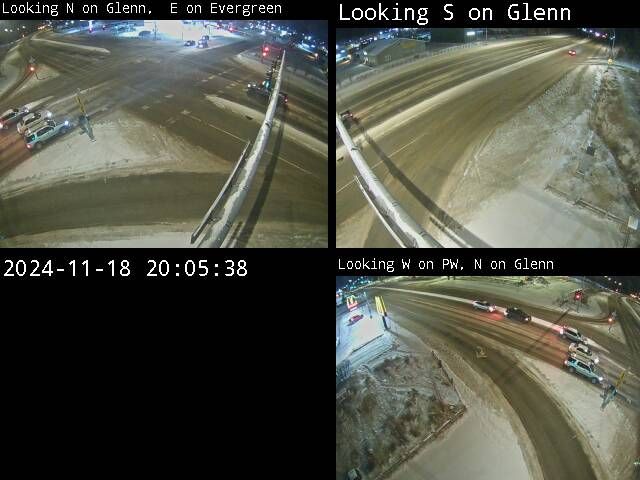 Looking N on Glenn,  E on Evergreen
Looking S on Glenn
2024-11-18 20:05:38
Looking W on PW, N on Glenn